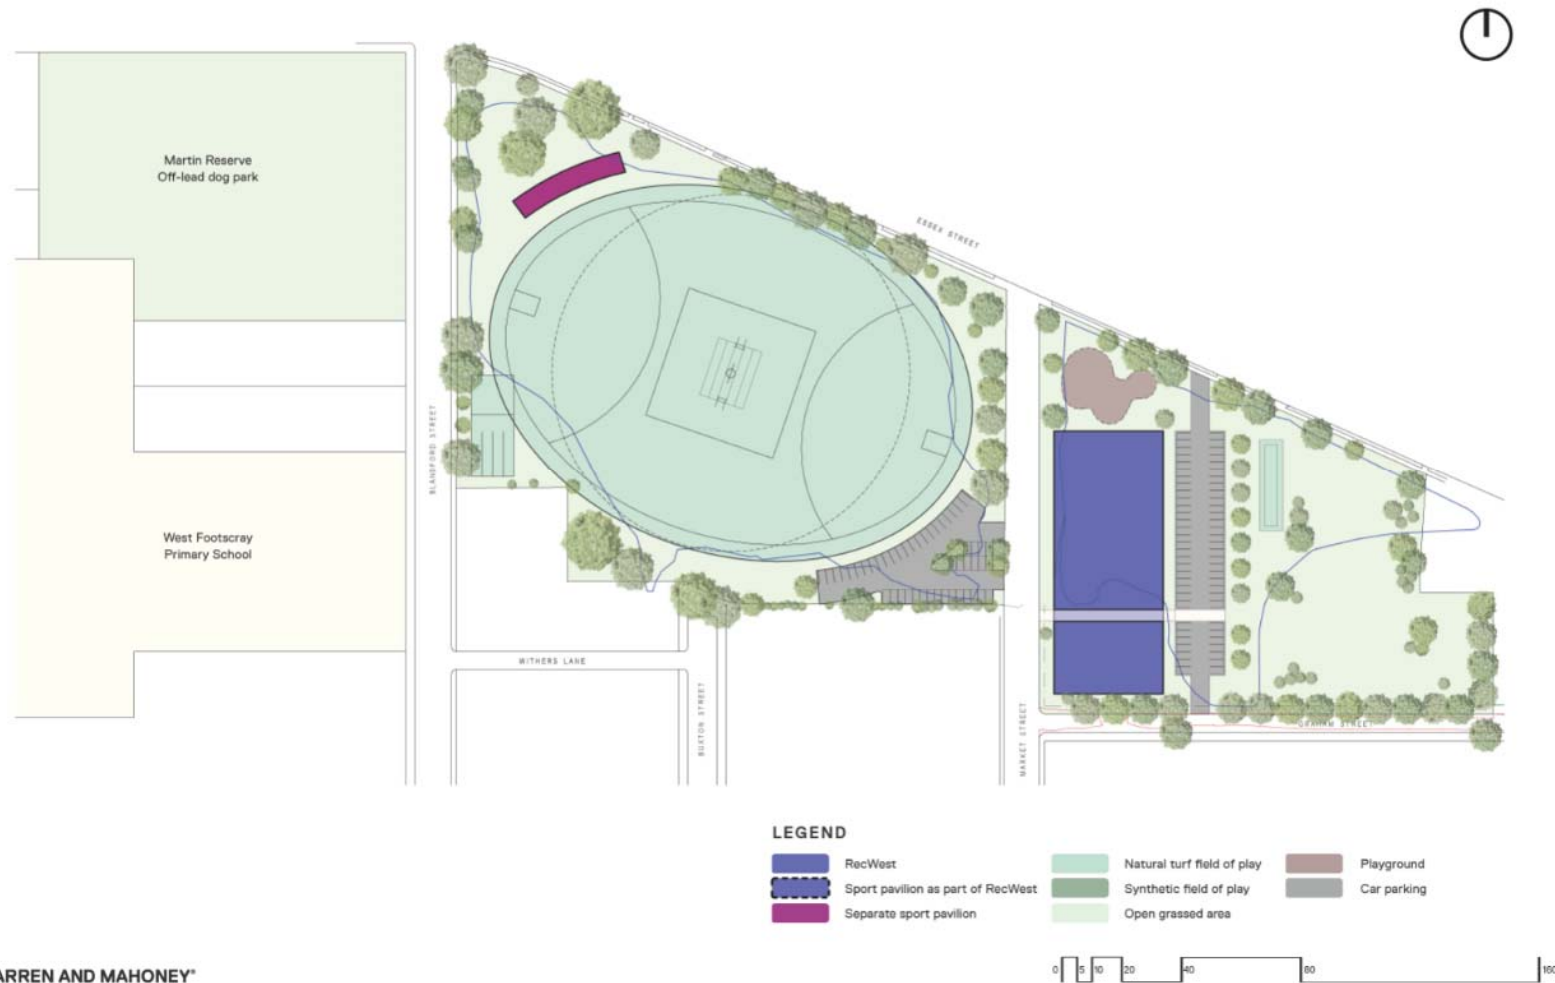 Martin Reserve
Off-lead dog park
ESSEX STREET
BLANDFORD STREET
West Footscray
Primary School
WITHERS LANE
BUXTON STREET
MARKET STREET
GRAHAM STREET
LEGEND
RecWest
Sport pavilion as part of RecWest
Separate sport pavilion
Natural turf field of play
Synthetic field of play
Open grassed area
Playground
Car parking
ARREN AND MAHONEY®
0 5 10 20 40 80 160